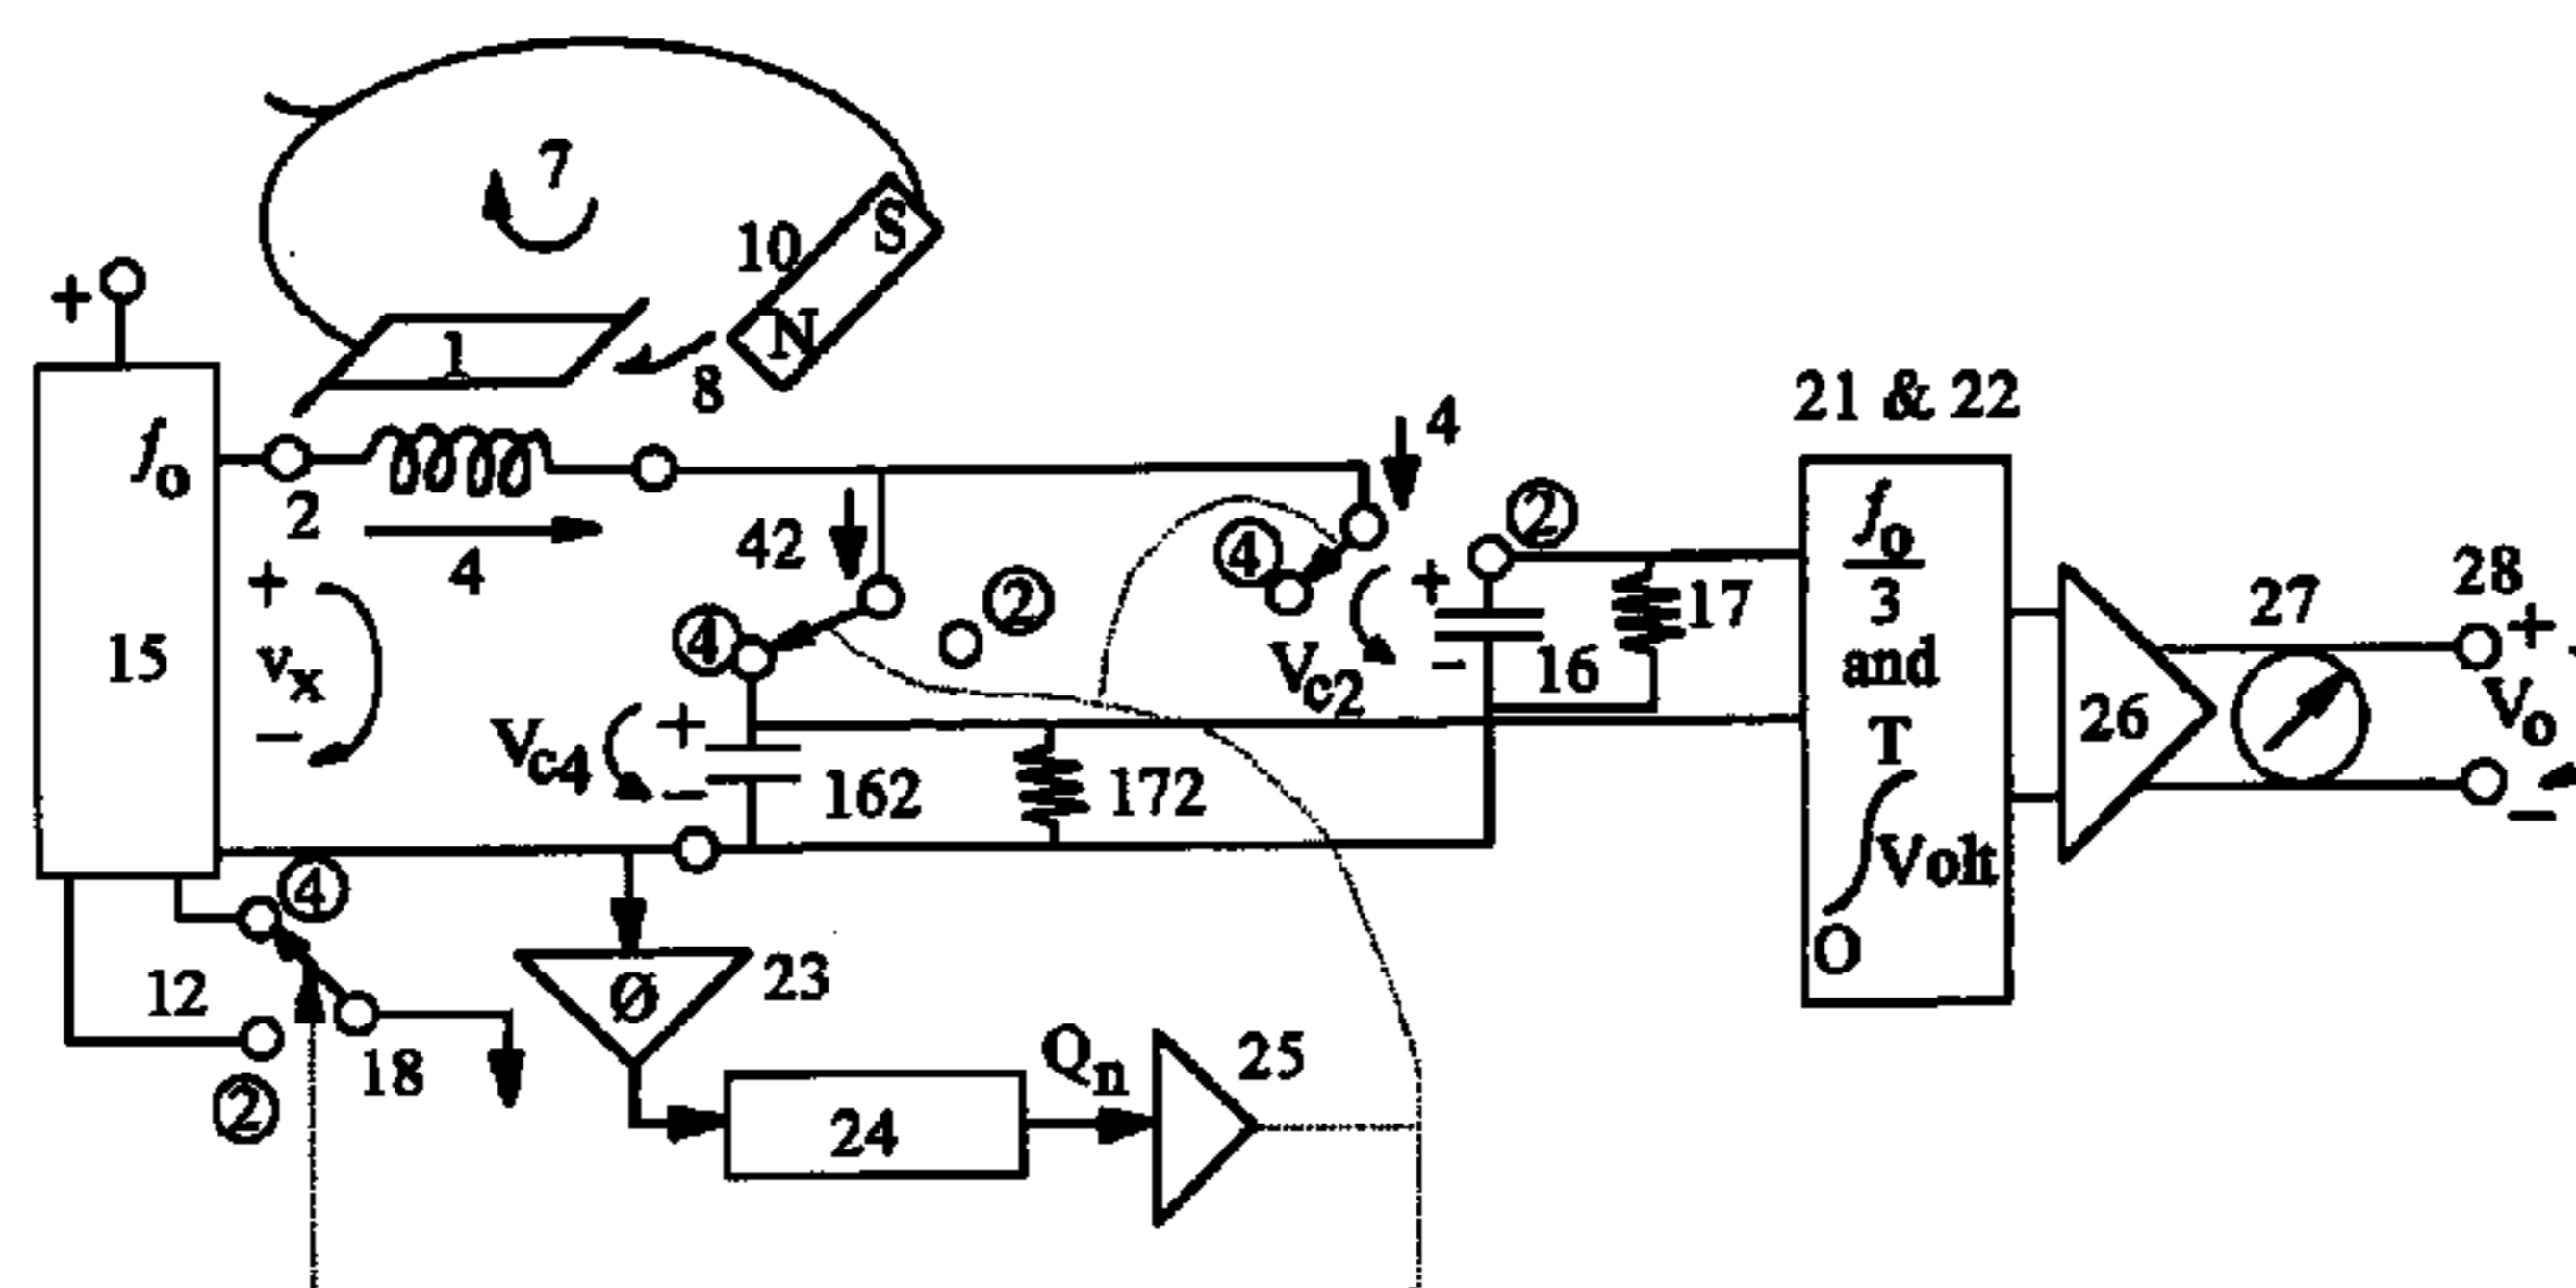 7
10
S
N
+
1
8
fo
2
4
15
+
vx
−
42
④
②
4
④
+
Vc2
−
②
16
17
Vc4
+
−
162
172
21 & 22
fo
3
and
T
∫Volt
O
26
27
28
+
Vo
−
④
12
②
18
Ø
23
24
Qn
25